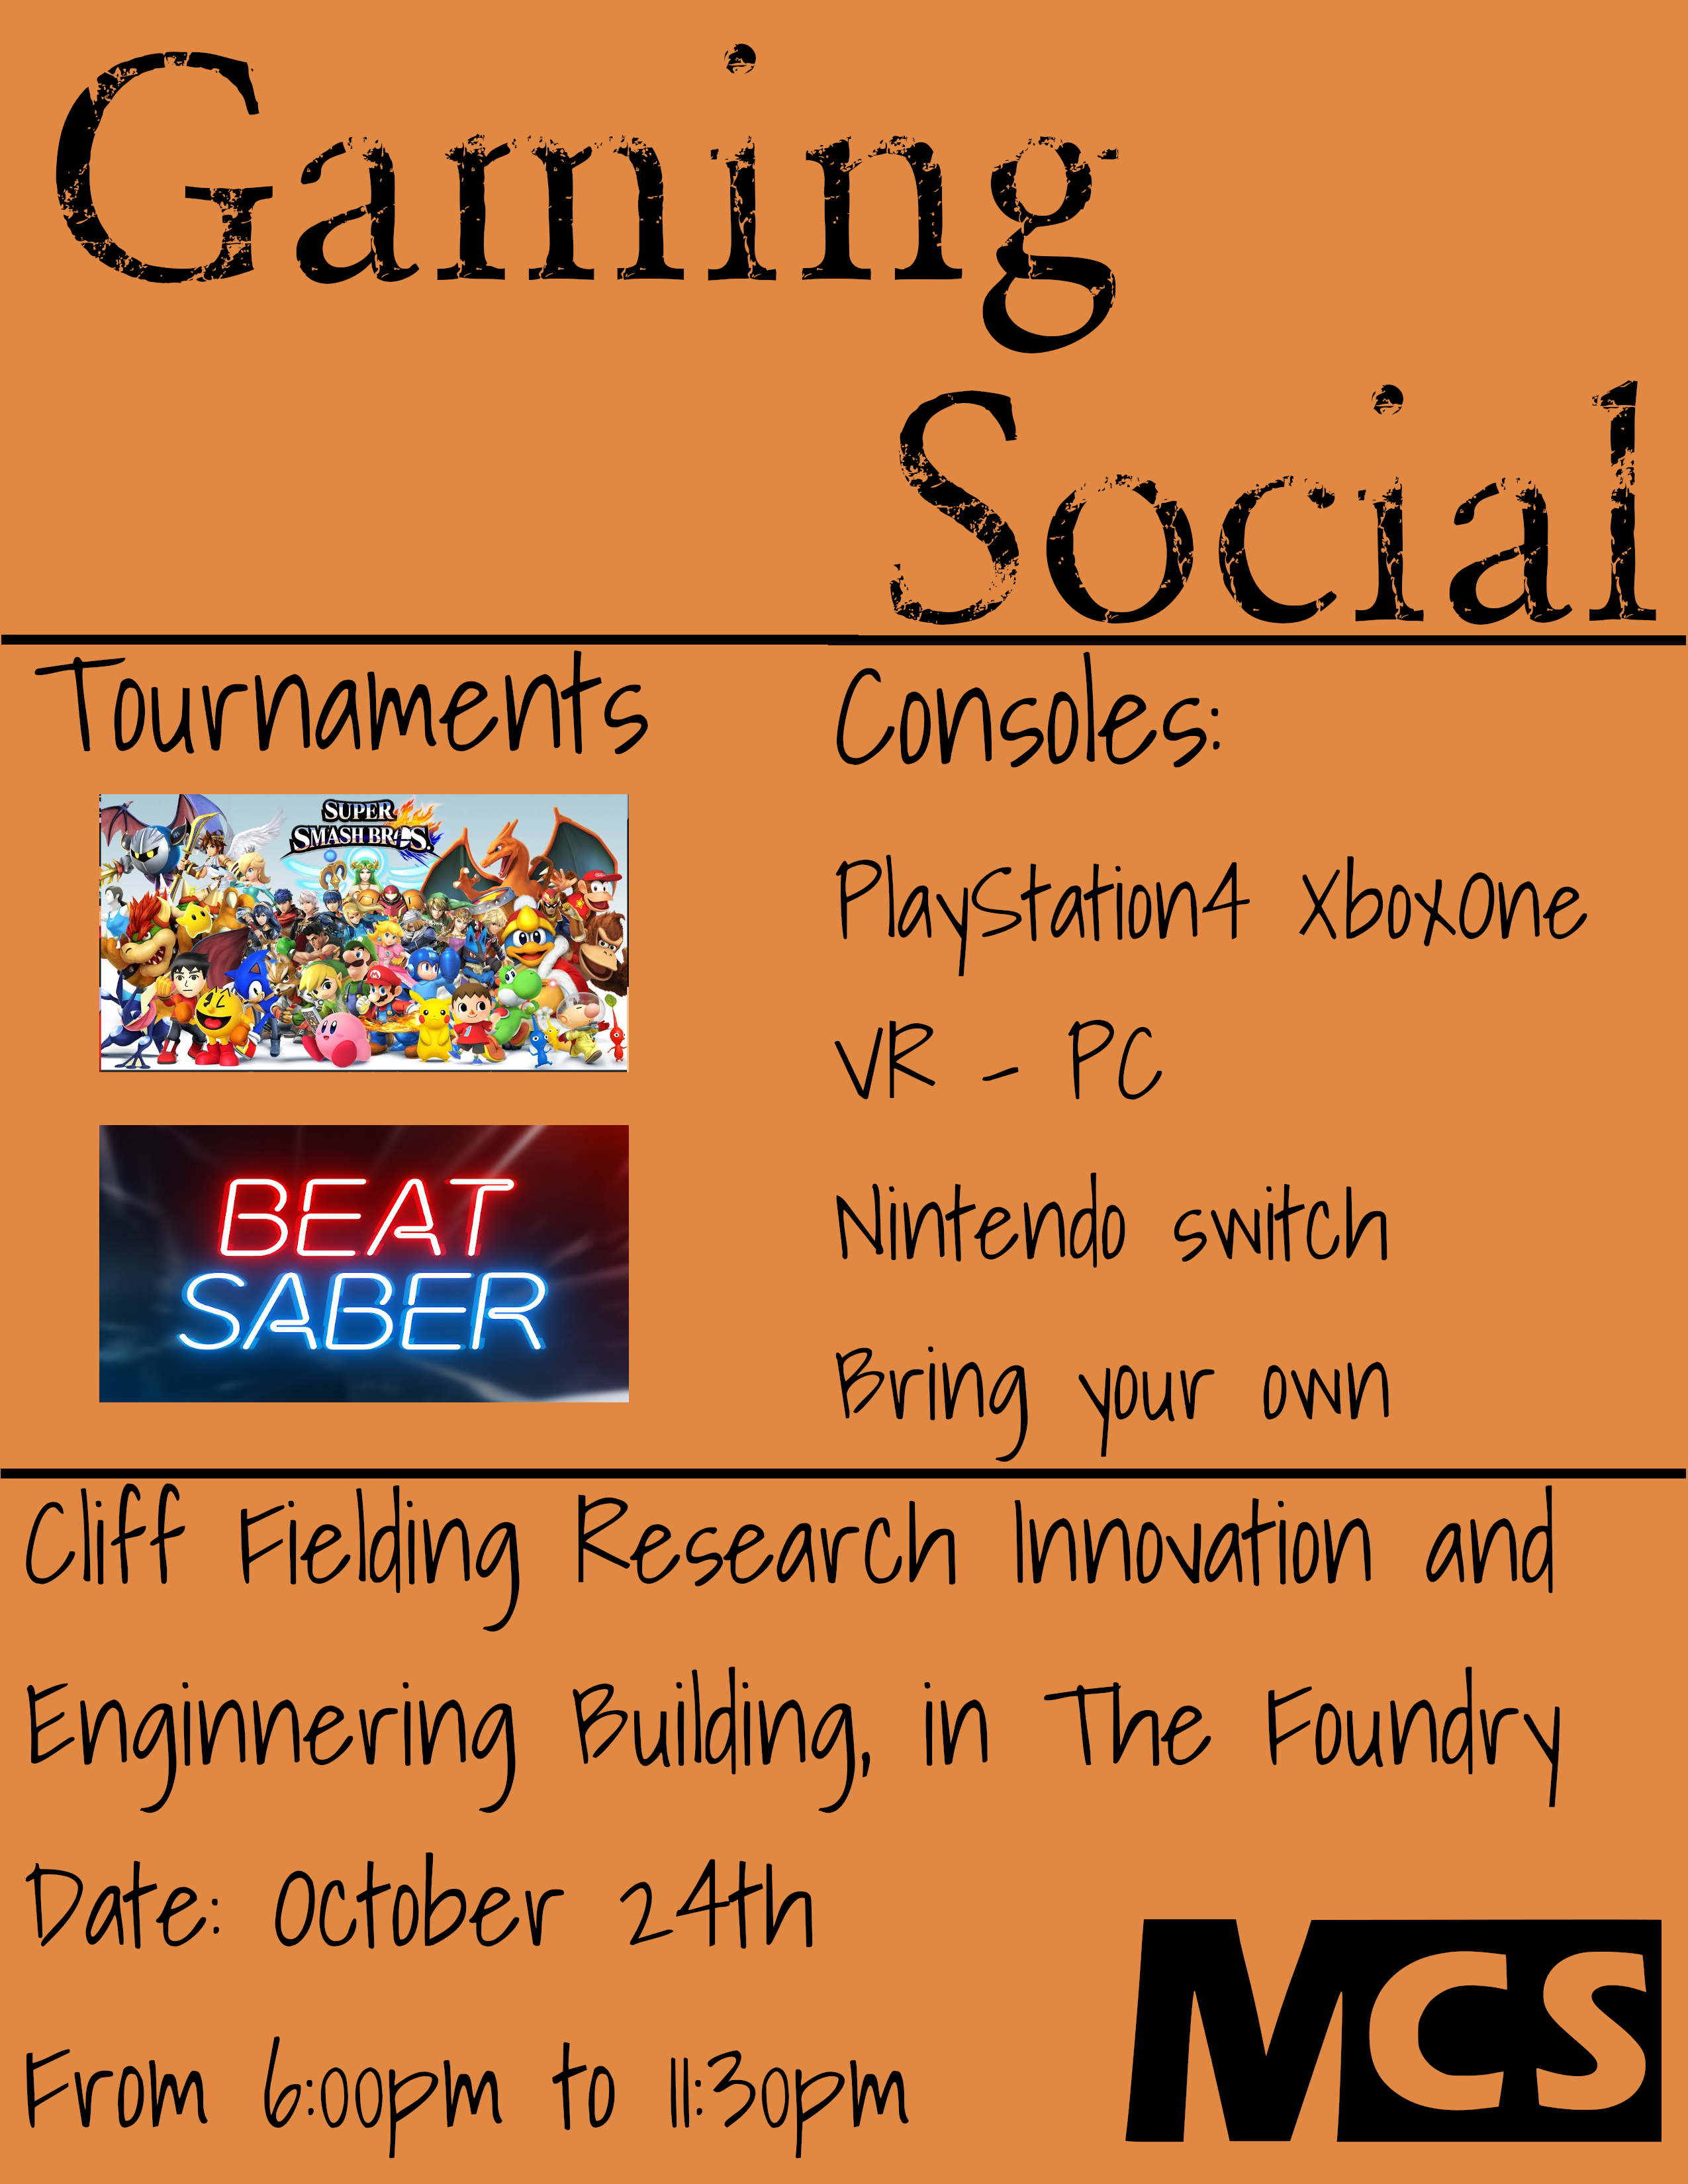 Gaming
Social
Tournaments
SUPER
SMASH BROS.
BEAT
SABER
Consoles:
PlayStation4 XboxOne
VR - PC
Nintendo switch
Bring your own
Cliff Fielding Research Innovation and
Enginnering Building, in The Foundry
Date: October 24th
From 6:00pm to 11:30pm
MCS